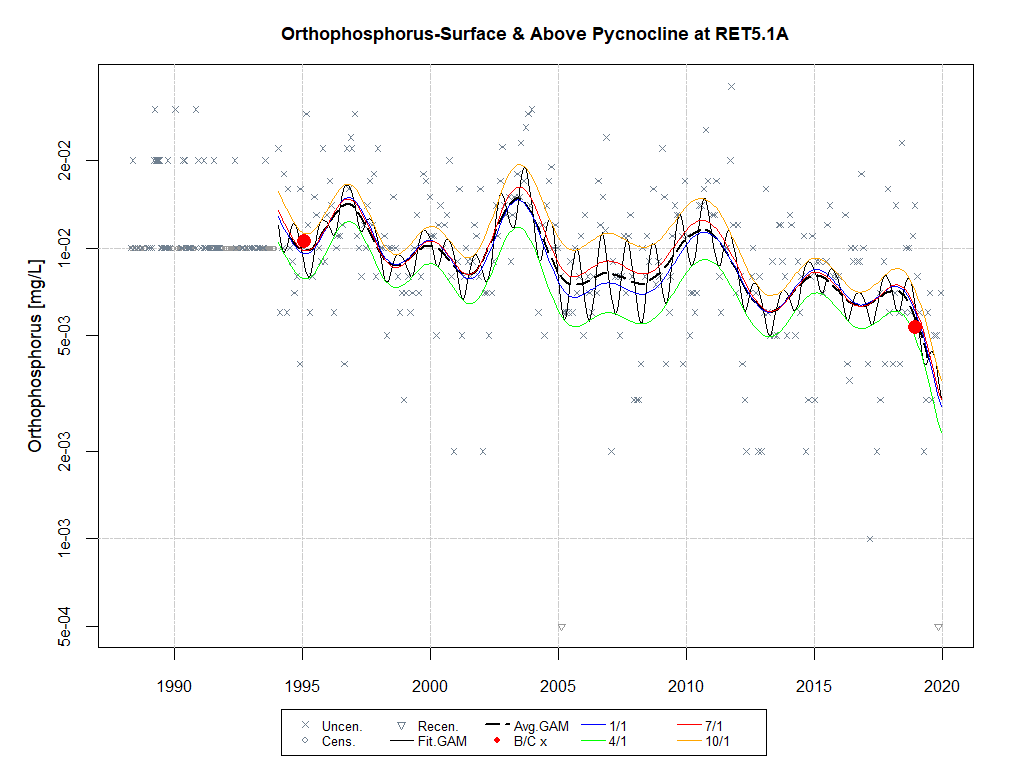 Orthophosphorus-Surface & Above Pycnocline at RET5.1A
Orthophosphorus [mg/L]
2e-02
1e-02
5e-03
2e-03
1e-03
5e-04
1990 1995 2000 2005 2010 2015 2020
Uncen. Recen. Avg.GAM 1/1 7/1
Cens. Fit.GAM B/C x 4/1 10/1